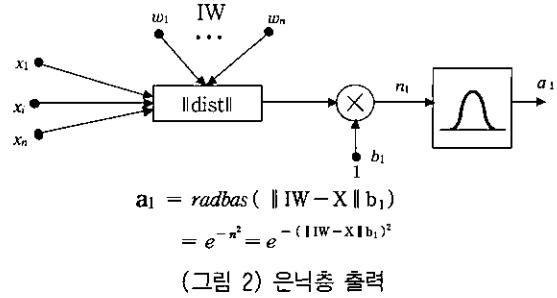 IW
w₁ ... wₙ
x₁
xᵢ
xₙ
‖dist‖
×
n₁
a₁
b₁
1
a₁ = radbas(‖IW−X‖b₁)
= e^{-n²} = e^{-(‖IW−X‖b₁)²}
(그림 2) 은닉층 출력